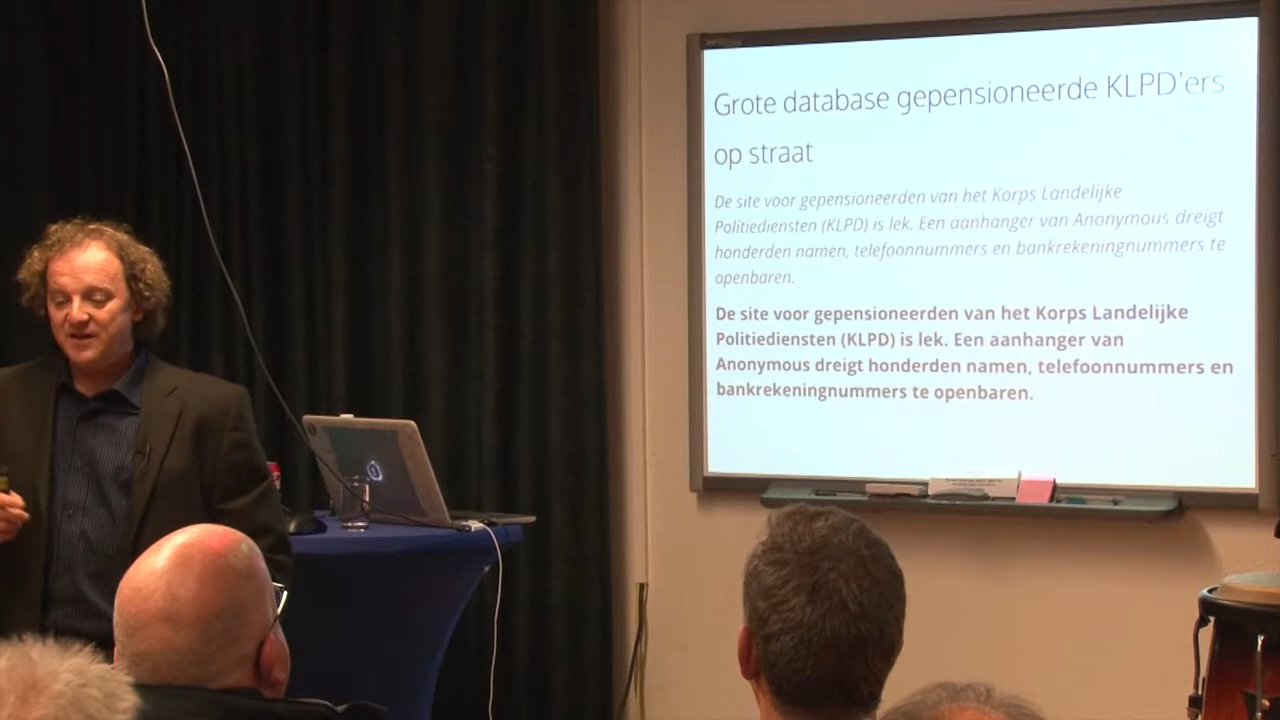 Grote database gepensioneerde KLPD'ers
op straat
De site voor gepensioneerden van het Korps Landelijke
Politiediensten (KLPD) is lek. Een aanhanger van Anonymous dreigt
honderden namen, telefoonnummers en bankrekeningnummers te
openbaren.
De site voor gepensioneerden van het Korps Landelijke
Politiediensten (KLPD) is lek. Een aanhanger van
Anonymous dreigt honderden namen, telefoonnummers en
bankrekeningnummers te openbaren.